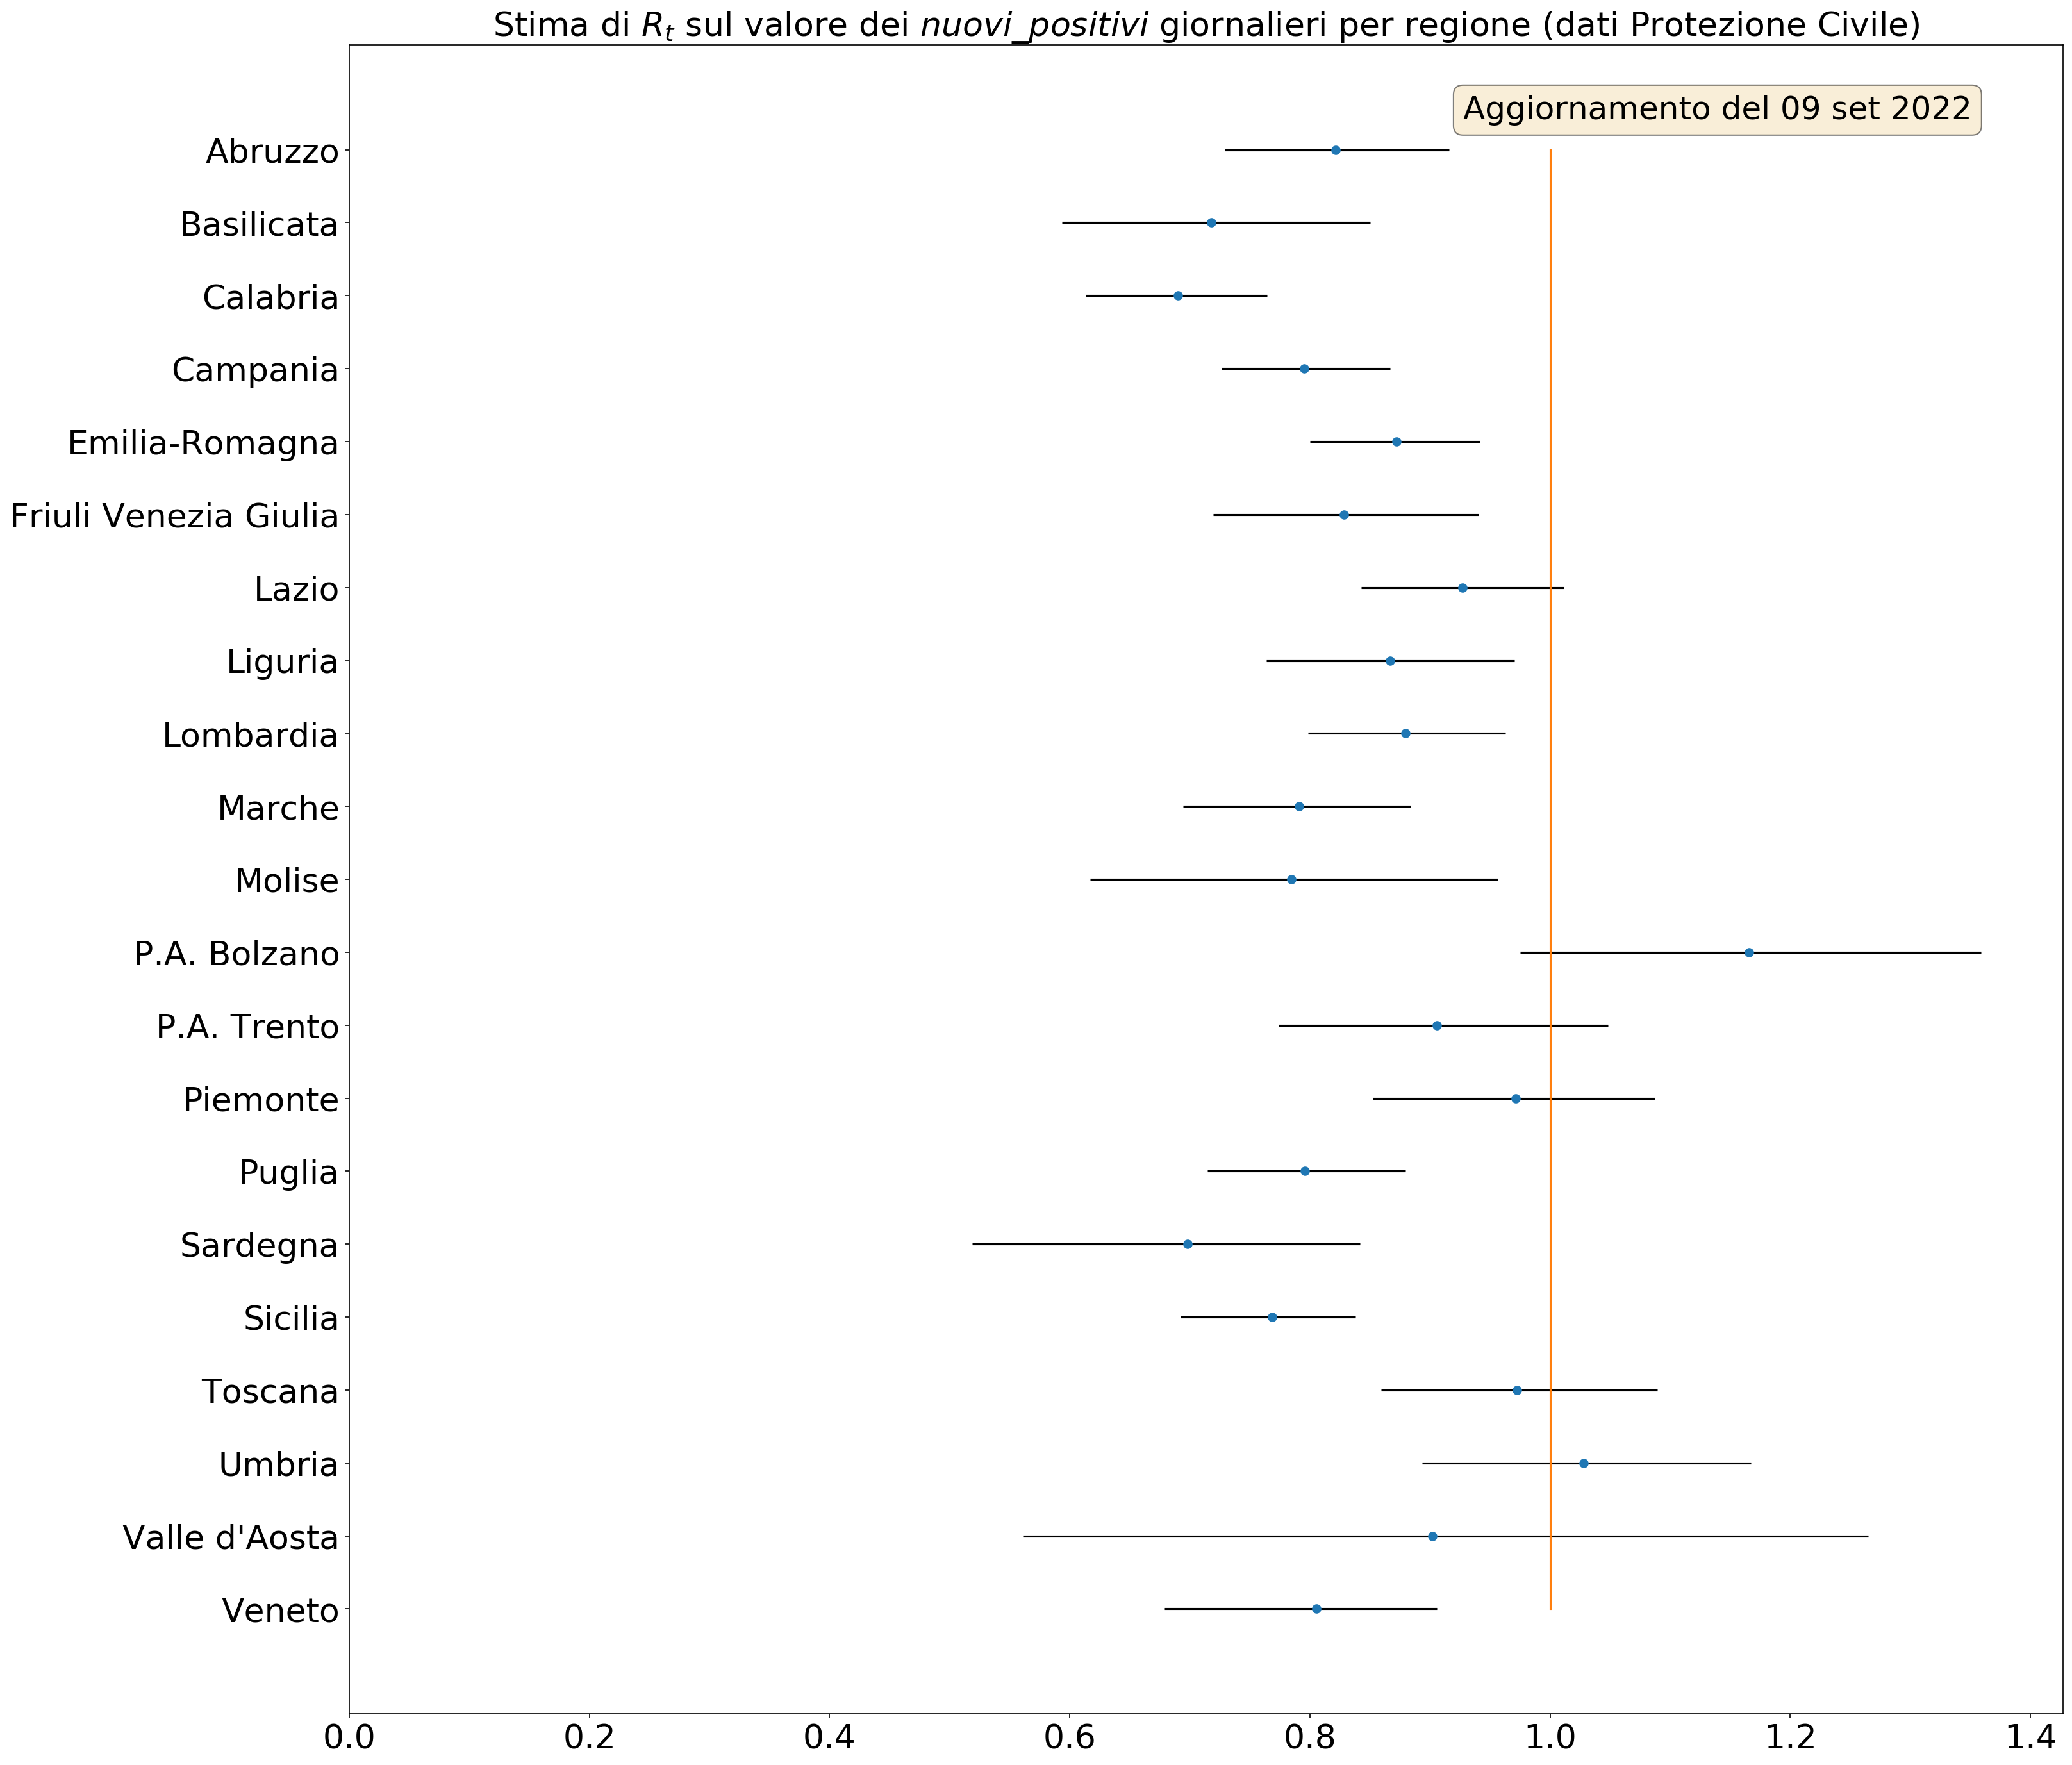 Stima di Rt sul valore dei nuovi_positivi giornalieri per regione (dati Protezione Civile)
Aggiornamento del 09 set 2022
Abruzzo
Basilicata
Calabria
Campania
Emilia-Romagna
Friuli Venezia Giulia
Lazio
Liguria
Lombardia
Marche
Molise
P.A. Bolzano
P.A. Trento
Piemonte
Puglia
Sardegna
Sicilia
Toscana
Umbria
Valle d'Aosta
Veneto
0.0 0.2 0.4 0.6 0.8 1.0 1.2 1.4